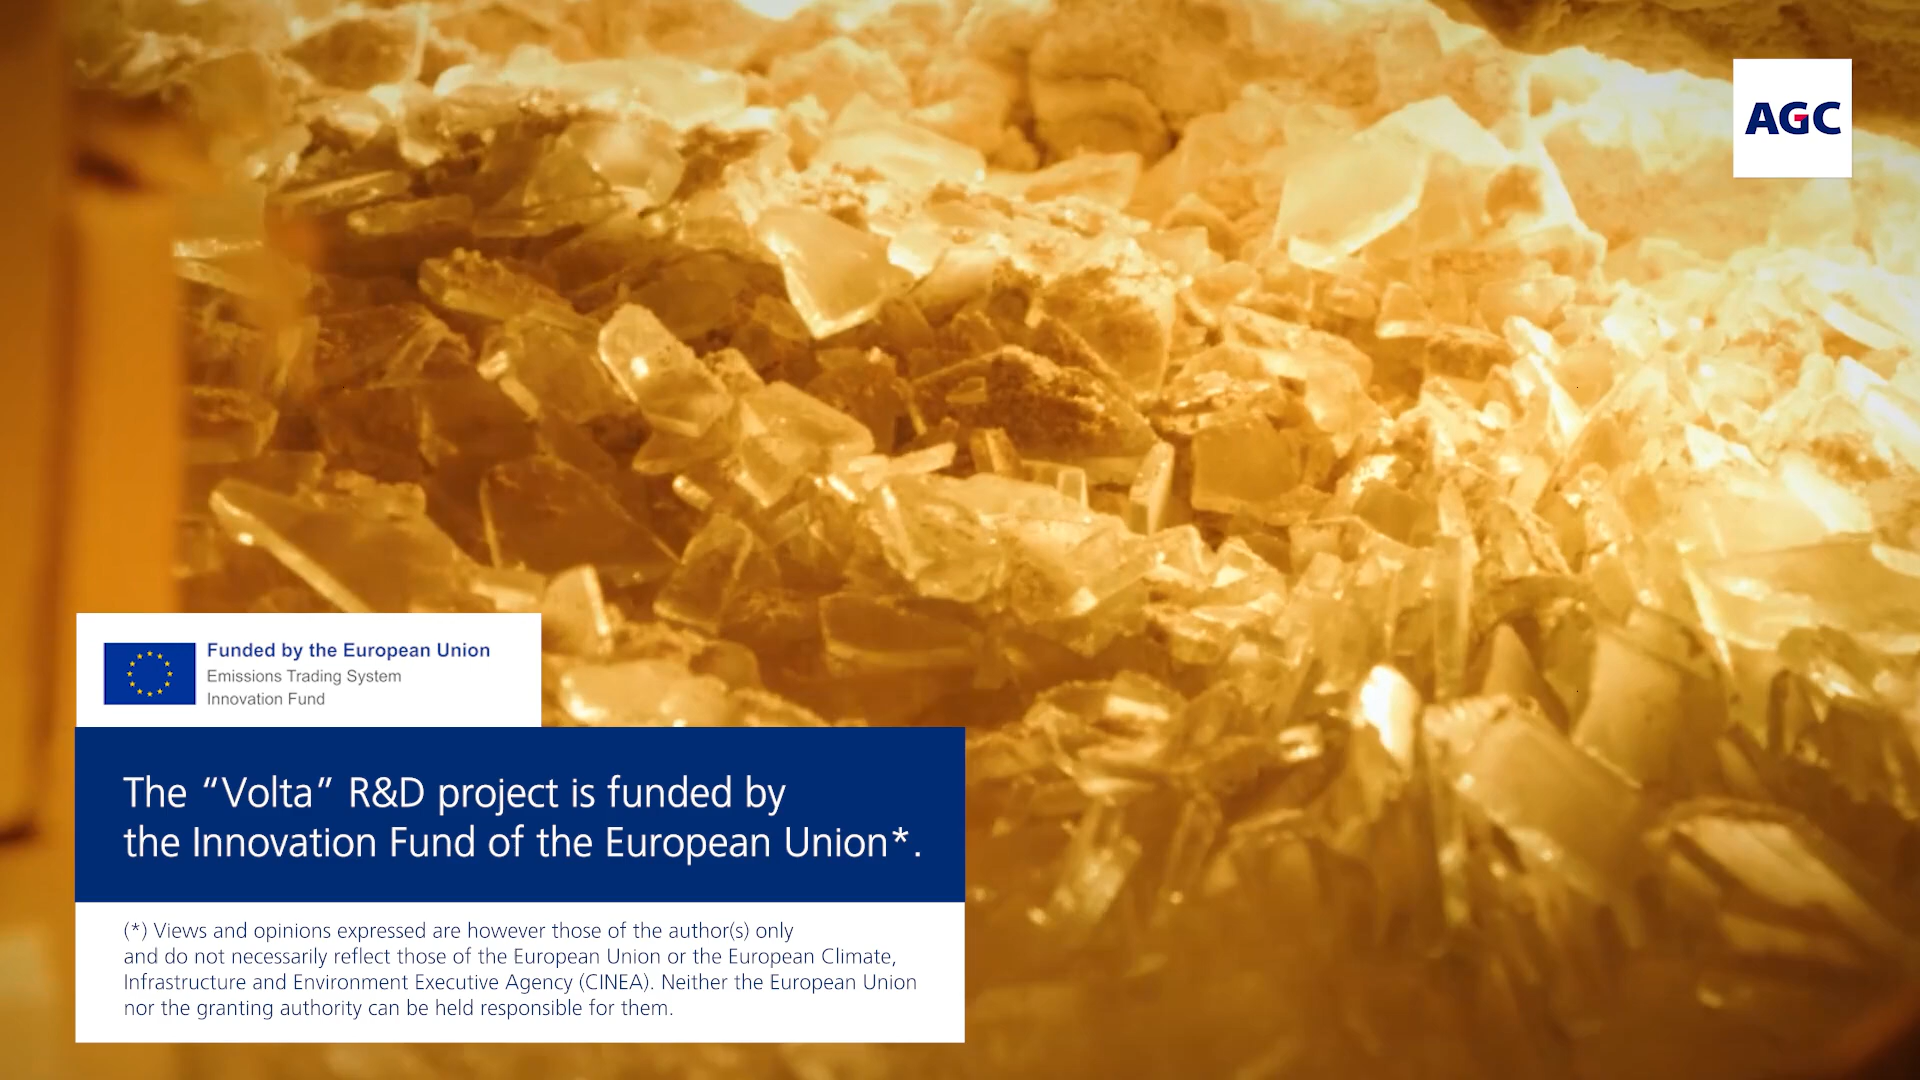 AGC
Funded by the European Union
Emissions Trading System
Innovation Fund
The “Volta” R&D project is funded by
the Innovation Fund of the European Union*.
(*) Views and opinions expressed are however those of the author(s) only
and do not necessarily reflect those of the European Union or the European Climate,
Infrastructure and Environment Executive Agency (CINEA). Neither the European Union
nor the granting authority can be held responsible for them.